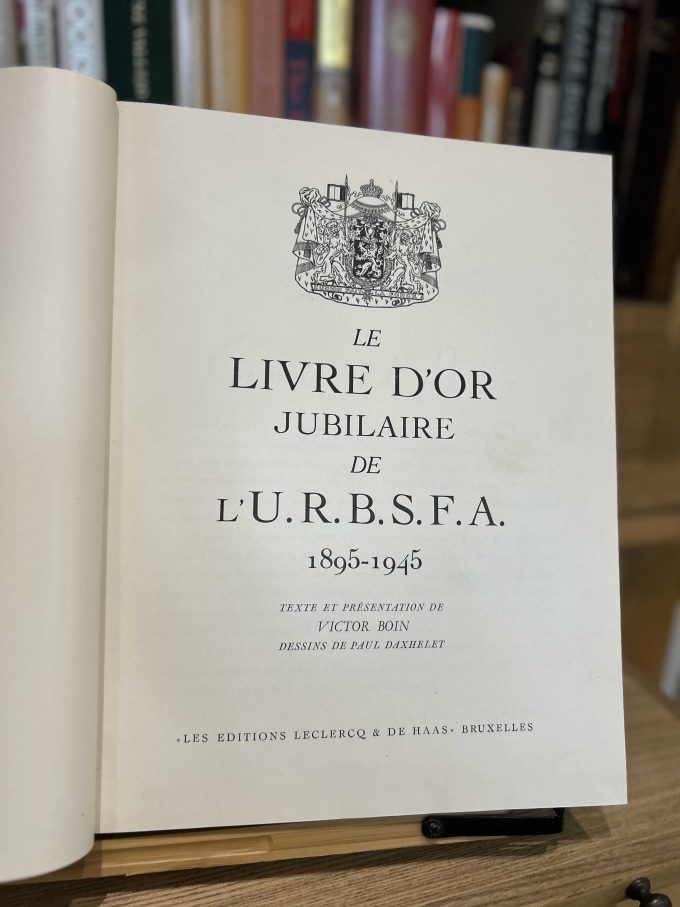 LE
LIVRE D'OR
JUBILAIRE
DE
L'U.R.B.S.F.A.
1895-1945
TEXTE ET PRÉSENTATION DE
VICTOR BOIN
DESSINS DE PAUL DAXHELET
«LES EDITIONS LECLERCQ & DE HAAS» BRUXELLES